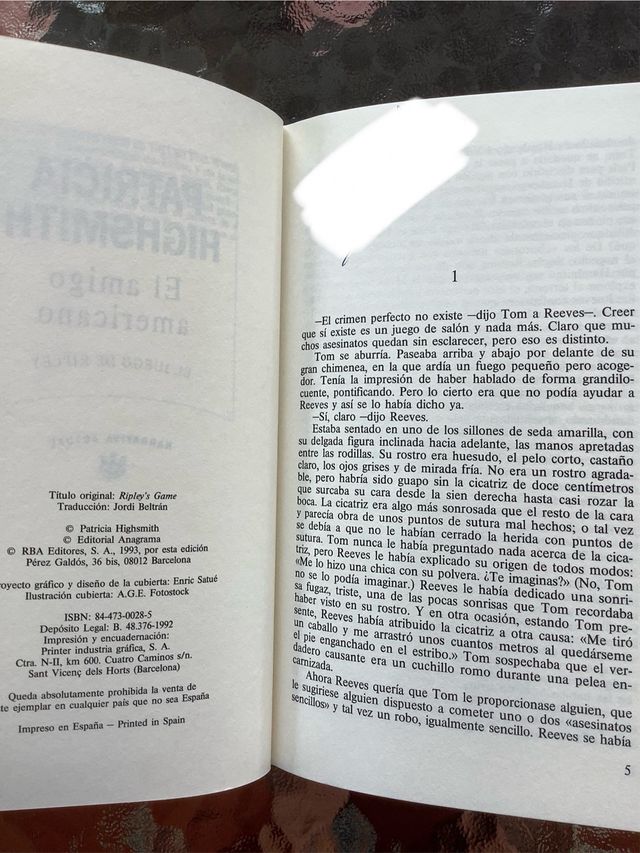 PATRICIA
HIGHSMITH
El amigo
americano
EL JUEGO DE RIPLEY
NARRATIVA ACTUAL
Título original: Ripley's Game
Traducción: Jordi Beltrán
© Patricia Highsmith
© Editorial Anagrama
© RBA Editores, S. A., 1993, por esta edición
Pérez Galdós, 36 bis, 08012 Barcelona
royecto gráfico y diseño de la cubierta: Enric Satué
Ilustración cubierta: A.G.E. Fotostock
ISBN: 84-473-0028-5
Depósito Legal: B. 48.376-1992
Impresión y encuadernación:
Printer industria gráfica, S. A.
Ctra. N-II, km 600. Cuatro Caminos s/n.
Sant Vicenç dels Horts (Barcelona)
Queda absolutamente prohibida la venta de
te ejemplar en cualquier país que no sea España
Impreso en España – Printed in Spain
1
–El crimen perfecto no existe –dijo Tom a Reeves–. Creer
que sí existe es un juego de salón y nada más. Claro que mu-
chos asesinatos quedan sin esclarecer, pero eso es distinto.
Tom se aburría. Paseaba arriba y abajo por delante de su
gran chimenea, en la que ardía un fuego pequeño pero acoge-
dor. Tenía la impresión de haber hablado de forma grandilo-
cuente, pontificando. Pero lo cierto era que no podía ayudar a
Reeves y así se lo había dicho ya.
–Sí, claro –dijo Reeves.
Estaba sentado en uno de los sillones de seda amarilla, con
su delgada figura inclinada hacia adelante, las manos apretadas
entre las rodillas. Su rostro era huesudo, el pelo corto, castaño
claro, los ojos grises y de mirada fría. No era un rostro agrada-
ble, pero habría sido guapo sin la cicatriz de doce centímetros
que surcaba su cara desde la sien derecha hasta casi rozar la
boca. La cicatriz era algo más sonrosada que el resto de la cara
y parecía obra de unos puntos de sutura mal hechos; o tal vez
se debía a que no le habían cerrado la herida con puntos de
sutura. Tom nunca le había preguntado nada acerca de la cica-
triz, pero Reeves le había explicado su origen de todos modos:
«Me lo hizo una chica con su polvera. ¿Te imaginas?» (No, Tom
no se lo podía imaginar.) Reeves le había dedicado una sonri-
sa fugaz, triste, una de las pocas sonrisas que Tom recordaba
haber visto en su rostro. Y en otra ocasión, estando Tom pre-
sente, Reeves había atribuido la cicatriz a otra causa: «Me tiró
un caballo y me arrastró unos cuantos metros al quedárseme
el pie enganchado en el estribo.» Tom sospechaba que el ver-
dadero causante era un cuchillo romo durante una pelea en-
carnizada.
Ahora Reeves quería que Tom le proporcionase alguien, que
le sugiriese alguien dispuesto a cometer uno o dos «asesinatos
sencillos» y tal vez un robo, igualmente sencillo. Reeves se había
5